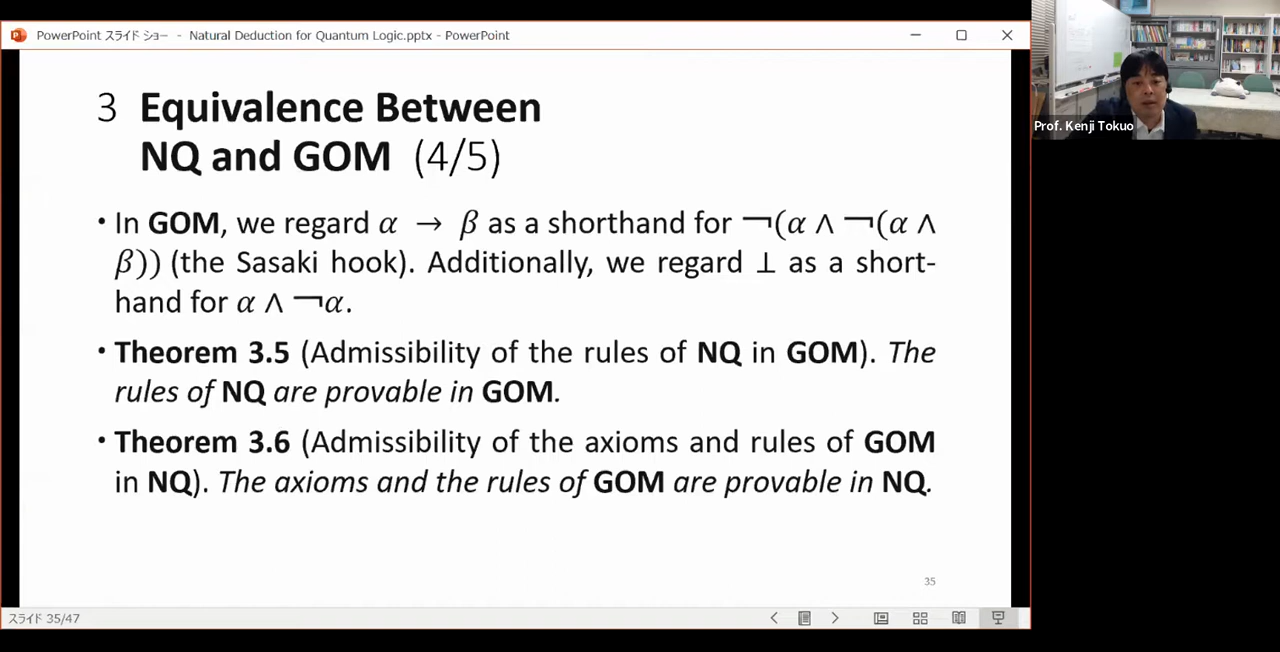 PowerPoint スライド ショー - Natural Deduction for Quantum Logic.pptx - PowerPoint
3 Equivalence Between
NQ and GOM (4/5)
• In GOM, we regard 𝛼 → 𝛽 as a shorthand for ¬(𝛼 ∧ ¬(𝛼 ∧
𝛽)) (the Sasaki hook). Additionally, we regard ⊥ as a short-
hand for 𝛼 ∧ ¬𝛼.
• Theorem 3.5 (Admissibility of the rules of NQ in GOM). The
rules of NQ are provable in GOM.
• Theorem 3.6 (Admissibility of the axioms and rules of GOM
in NQ). The axioms and the rules of GOM are provable in NQ.
35
スライド 35/47
Prof. Kenji Tokuo